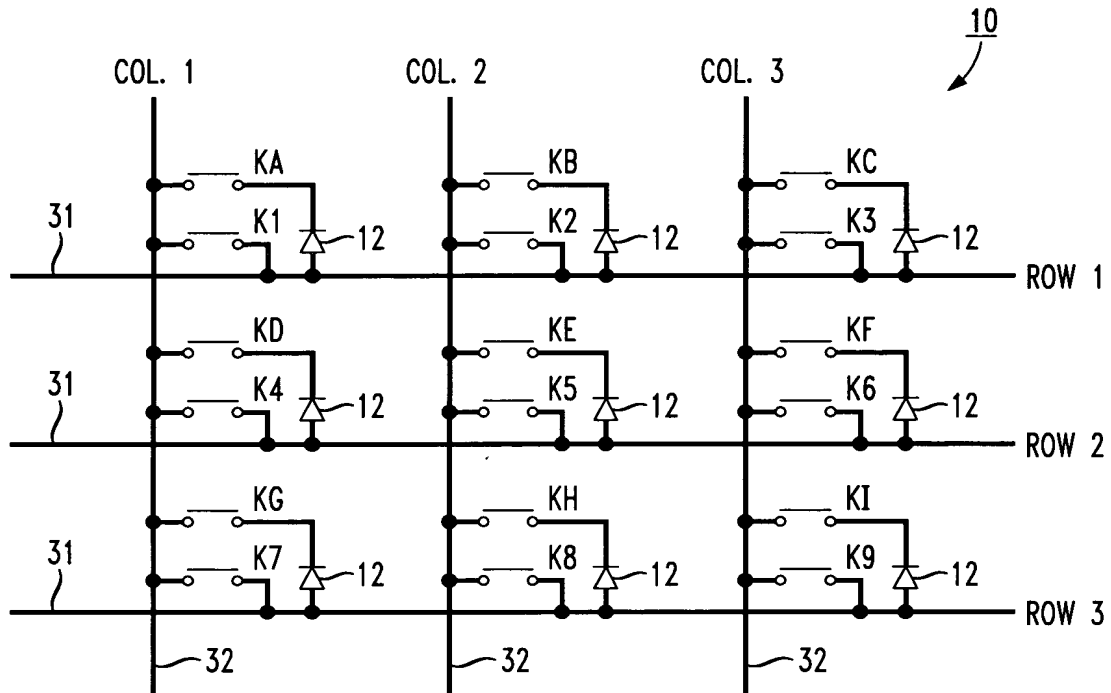 10
COL. 1 COL. 2 COL. 3
KA KB KC
31 K1 12 K2 12 K3 12
ROW 1
KD KE KF
31 K4 12 K5 12 K6 12
ROW 2
KG KH KI
31 K7 12 K8 12 K9 12
ROW 3
32 32 32